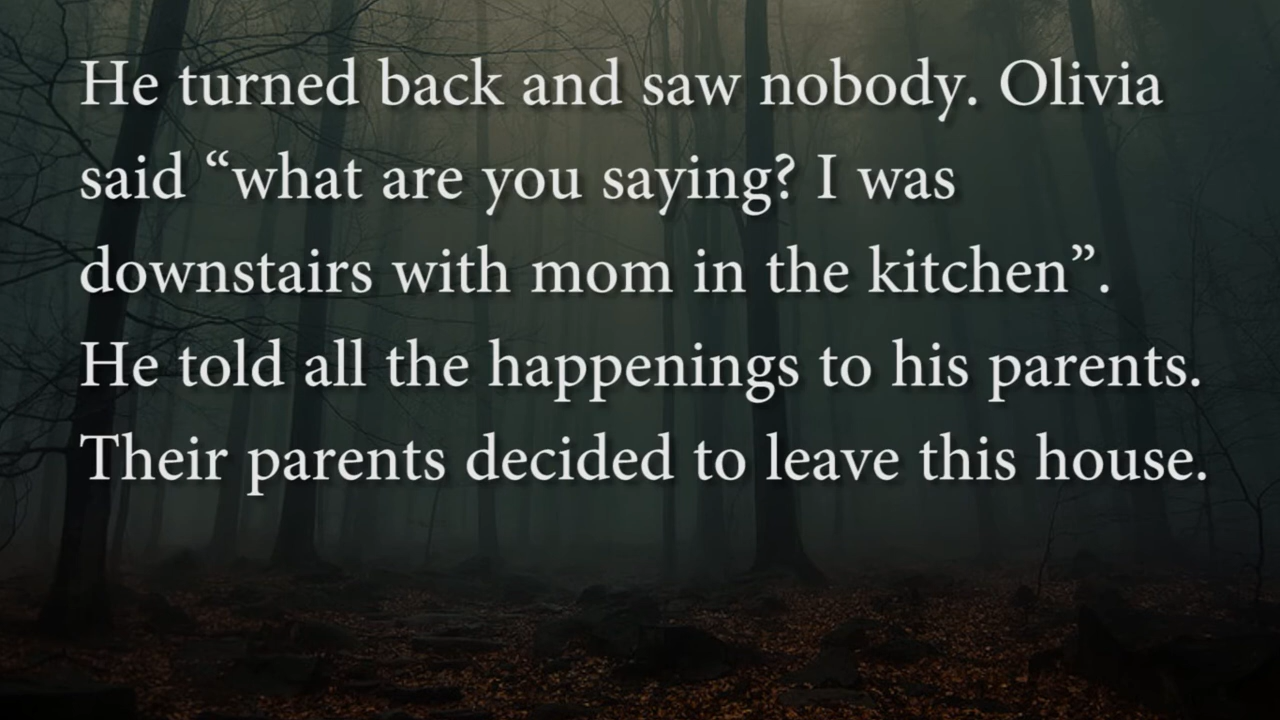 He turned back and saw nobody. Olivia
said “what are you saying? I was
downstairs with mom in the kitchen”.
He told all the happenings to his parents.
Their parents decided to leave this house.